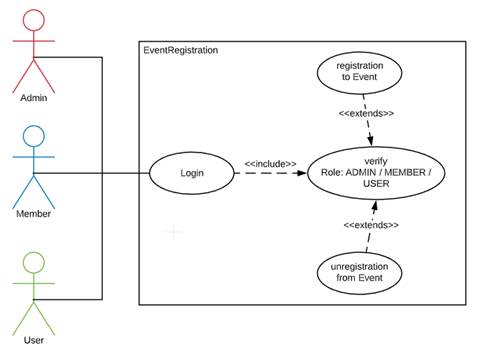 EventRegistration
registration
to Event
Admin
<<extends>>
Login
<<include>>
verify
Role: ADMIN / MEMBER /
USER
Member
<<extends>>
unregistration
from Event
User